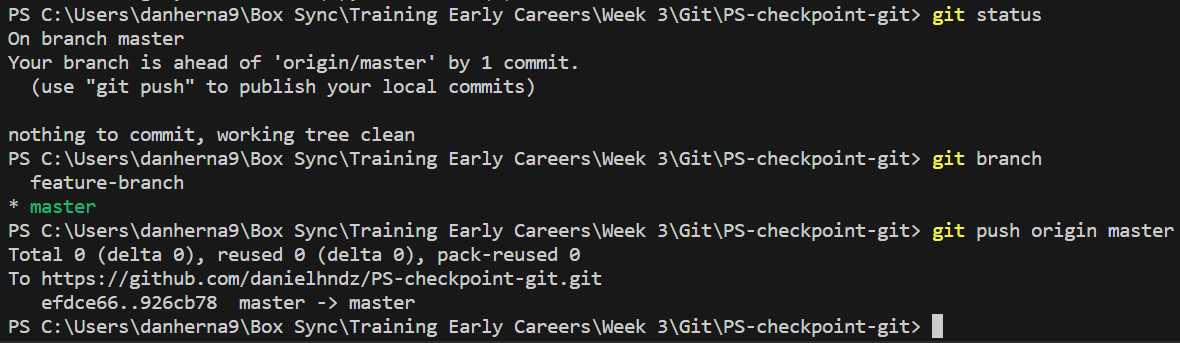 PS C:\Users\danherna9\Box Sync\Training Early Careers\Week 3\Git\PS-checkpoint-git> git status
On branch master
Your branch is ahead of 'origin/master' by 1 commit.
  (use "git push" to publish your local commits)

nothing to commit, working tree clean
PS C:\Users\danherna9\Box Sync\Training Early Careers\Week 3\Git\PS-checkpoint-git> git branch
  feature-branch
* master
PS C:\Users\danherna9\Box Sync\Training Early Careers\Week 3\Git\PS-checkpoint-git> git push origin master
Total 0 (delta 0), reused 0 (delta 0), pack-reused 0
To https://github.com/danielhndz/PS-checkpoint-git.git
   efdce66..926cb78  master -> master
PS C:\Users\danherna9\Box Sync\Training Early Careers\Week 3\Git\PS-checkpoint-git>